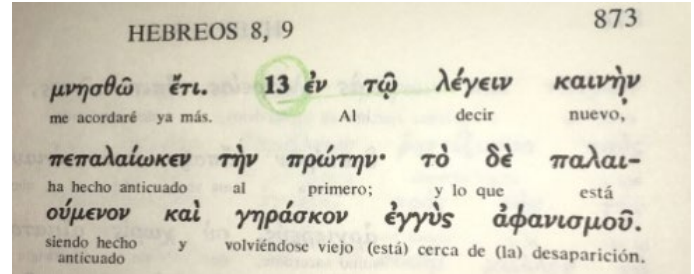 HEBREOS 8, 9 873
μνησθῶ ἔτι. 13 ἐν τῷ λέγειν καινὴν
me acordaré ya más. Al decir nuevo,
πεπαλαίωκεν τὴν πρώτην· τὸ δὲ παλαι-
ha hecho anticuado al primero; y lo que está
ούμενον καὶ γηράσκον ἐγγὺς ἀφανισμοῦ.
siendo hecho y volviéndose viejo (está) cerca de (la) desaparición.
anticuado